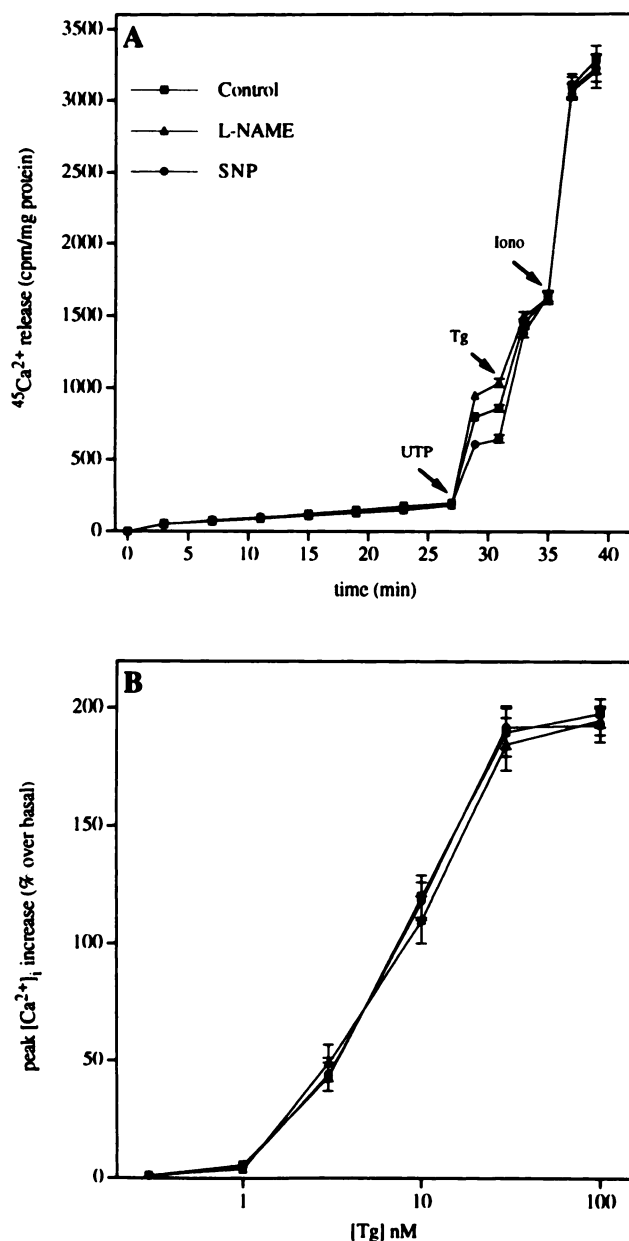 A
3500
3000
2500
2000
1500
1000
500
0
⁴⁵Ca²⁺ release (cpm/mg protein)
Control
L-NAME
SNP
Iono
Tg
UTP
0 5 10 15 20 25 30 35 40
time (min)
B
200
150
100
50
0
peak [Ca²⁺]ᵢ increase (% over basal)
1 10 100
[Tg] nM